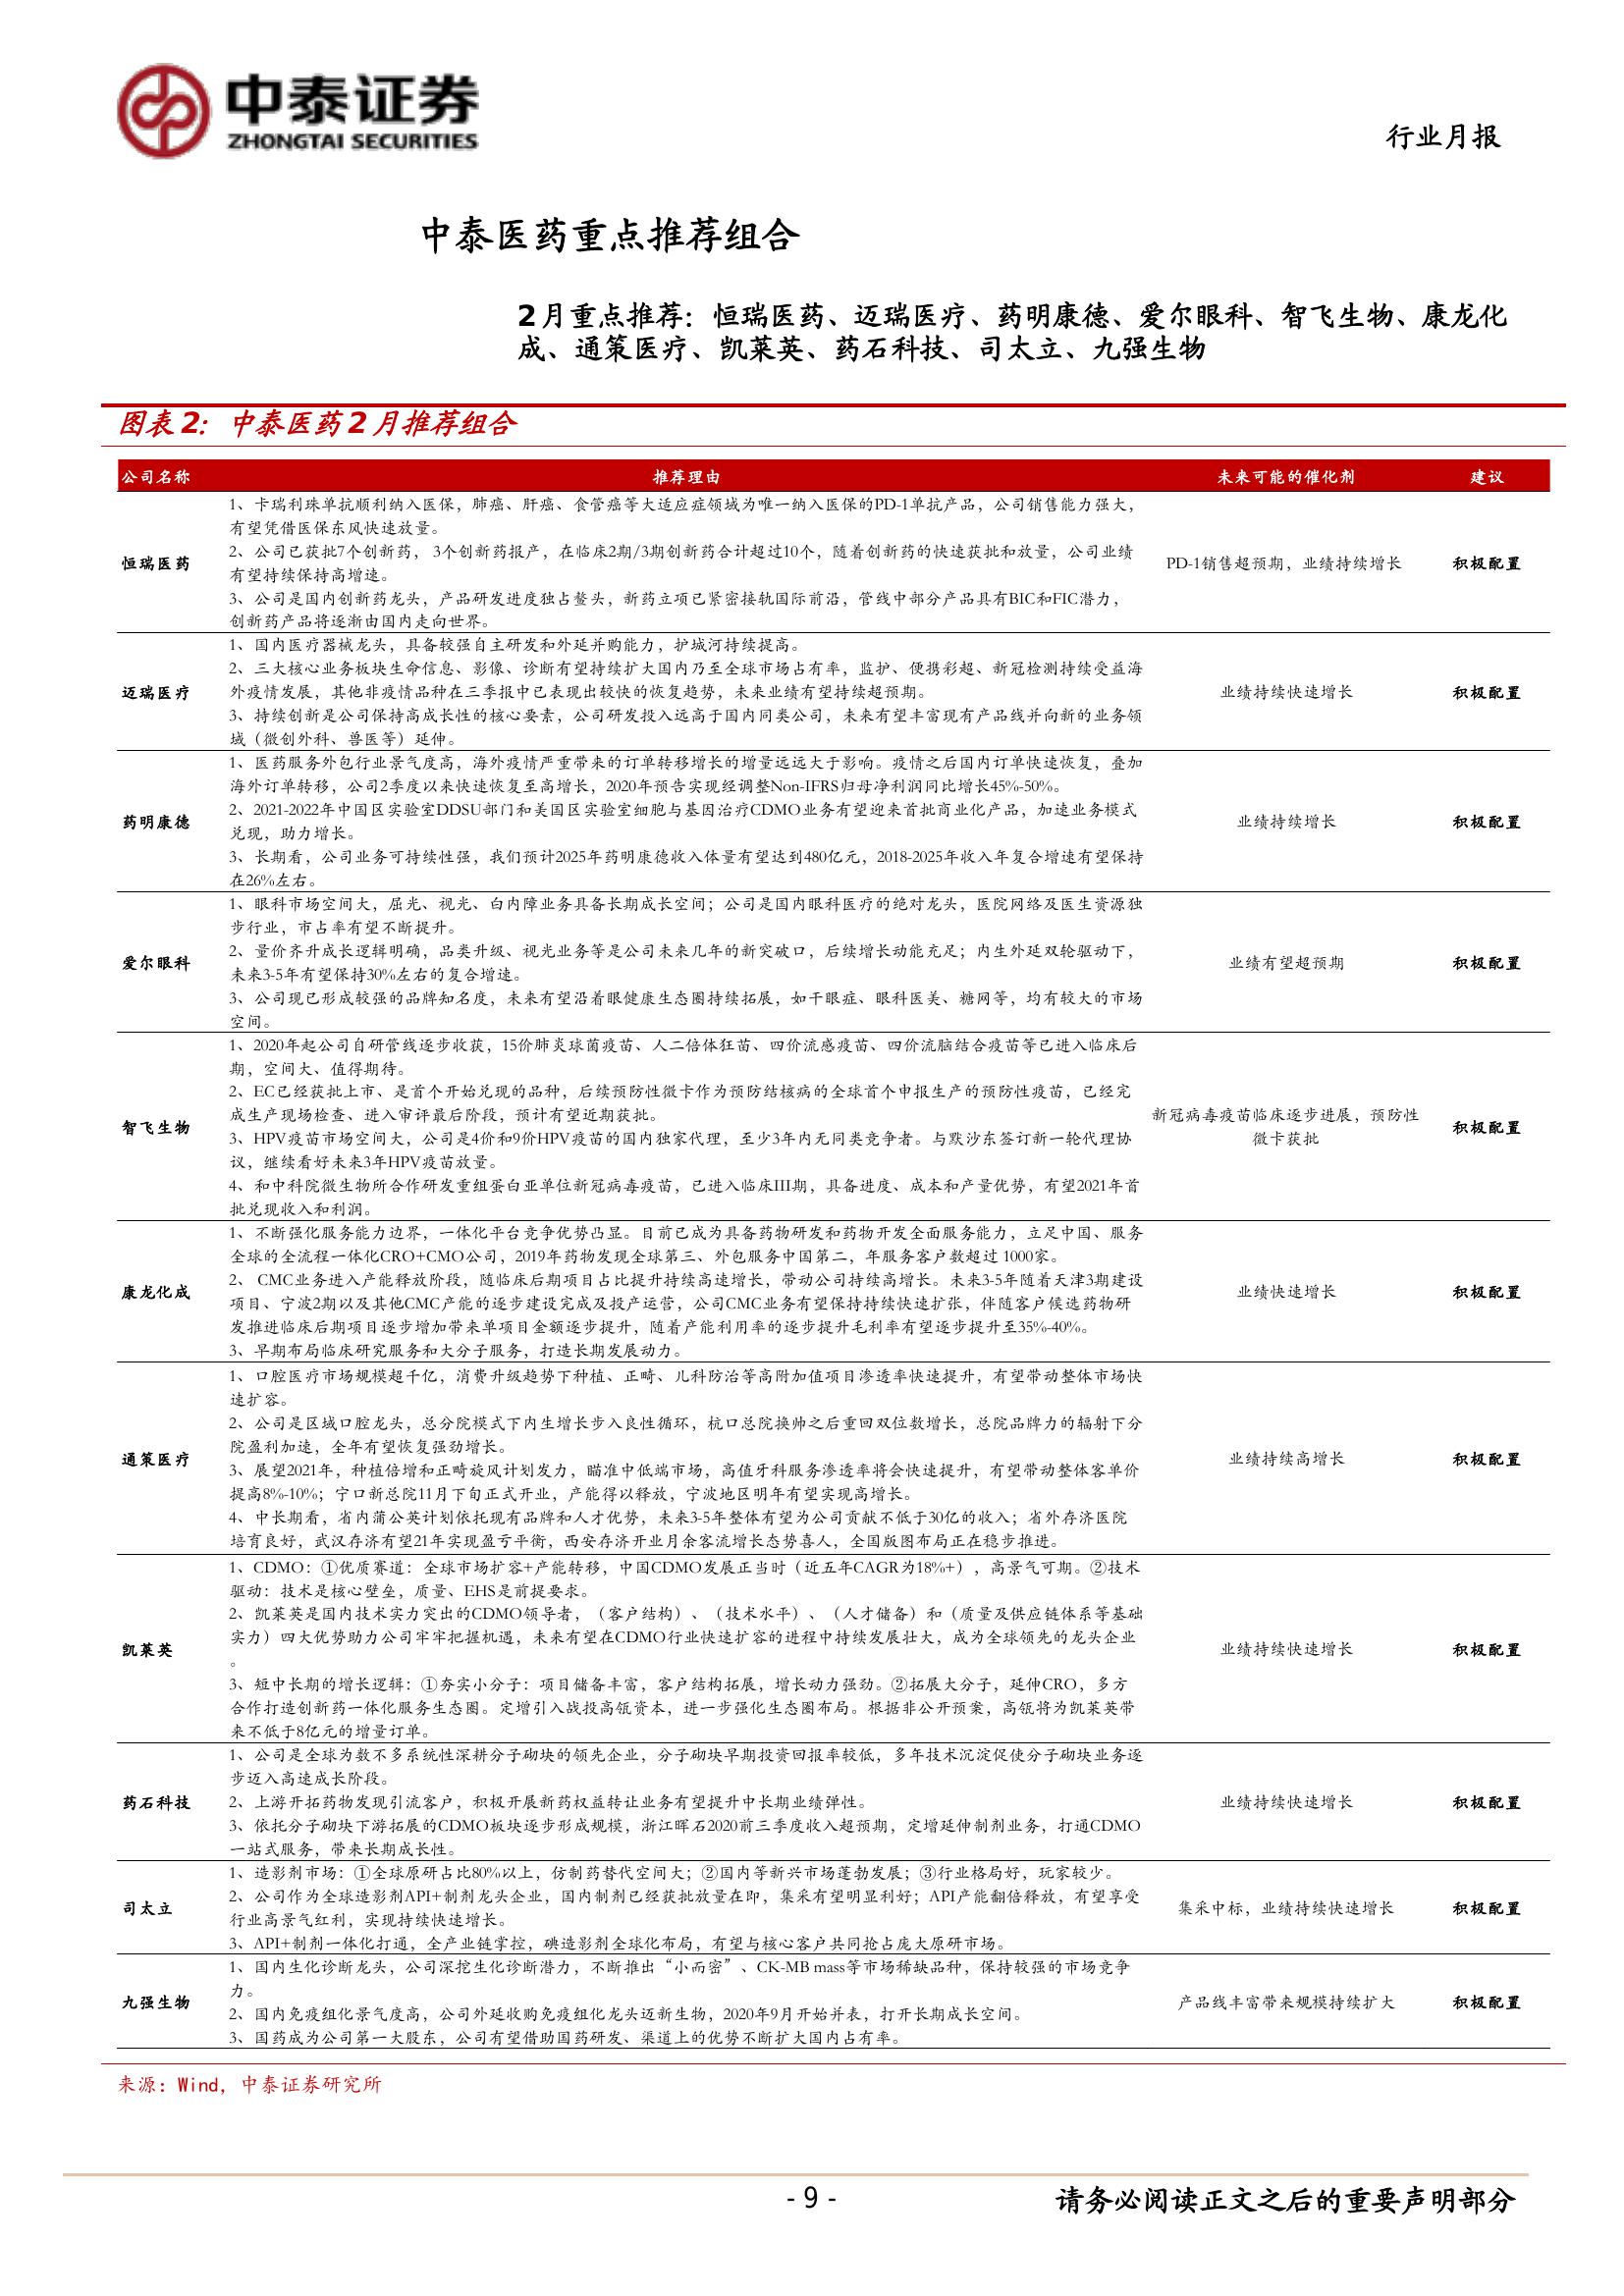 中泰证券
ZHONGTAI SECURITIES
行业月报
中泰医药重点推荐组合
2月重点推荐：恒瑞医药、迈瑞医疗、药明康德、爱尔眼科、智飞生物、康龙化
成、通策医疗、凯莱英、药石科技、司太立、九强生物
图表2：中泰医药2月推荐组合
公司名称 推荐理由 未来可能的催化剂 建议
恒瑞医药
1、卡瑞利珠单抗顺利纳入医保，肺癌、肝癌、食管癌等大适应症领域为唯一纳入医保的PD-1单抗产品，公司销售能力强大，
有望凭借医保东风快速放量。
2、公司已获批7个创新药， 3个创新药报产，在临床2期/3期创新药合计超过10个，随着创新药的快速获批和放量，公司业绩
有望持续保持高增速。
3、公司是国内创新药龙头，产品研发进度独占鳌头，新药立项已紧密接轨国际前沿，管线中部分产品具有BIC和FIC潜力，
创新药产品将逐渐由国内走向世界。
PD-1销售超预期，业绩持续增长
积极配置
迈瑞医疗
1、国内医疗器械龙头，具备较强自主研发和外延并购能力，护城河持续提高。
2、三大核心业务板块生命信息、影像、诊断有望持续扩大国内乃至全球市场占有率，监护、便携彩超、新冠检测持续受益海
外疫情发展，其他非疫情品种在三季报中已表现出较快的恢复趋势，未来业绩有望持续超预期。
3、持续创新是公司保持高成长性的核心要素，公司研发投入远高于国内同类公司，未来有望丰富现有产品线并向新的业务领
域（微创外科、兽医等）延伸。
业绩持续快速增长
积极配置
药明康德
1、医药服务外包行业景气度高，海外疫情严重带来的订单转移增长的增量远远大于影响。疫情之后国内订单快速恢复，叠加
海外订单转移，公司2季度以来快速恢复至高增长，2020年预告实现经调整Non-IFRS归母净利润同比增长45%-50%。
2、2021-2022年中国区实验室DDSU部门和美国区实验室细胞与基因治疗CDMO业务有望迎来首批商业化产品，加速业务模式
兑现，助力增长。
3、长期看，公司业务可持续性强，我们预计2025年药明康德收入体量有望达到480亿元，2018-2025年收入年复合增速有望保持
在26%左右。
业绩持续增长
积极配置
爱尔眼科
1、眼科市场空间大，屈光、视光、白内障业务具备长期成长空间；公司是国内眼科医疗的绝对龙头，医院网络及医生资源独
步行业，市占率有望不断提升。
2、量价齐升成长逻辑明确，品类升级、视光业务等是公司未来几年的新突破口，后续增长动能充足；内生外延双轮驱动下，
未来3-5年有望保持30%左右的复合增速。
3、公司现已形成较强的品牌知名度，未来有望沿着眼健康生态圈持续拓展，如干眼症、眼科医美、糖网等，均有较大的市场
空间。
业绩有望超预期
积极配置
智飞生物
1、2020年起公司自研管线逐步收获，15价肺炎球菌疫苗、人二倍体狂苗、四价流感疫苗、四价流脑结合疫苗等已进入临床后
期，空间大、值得期待。
2、EC已经获批上市、是首个开始兑现的品种，后续预防性微卡作为预防结核病的全球首个申报生产的预防性疫苗，已经完
成生产现场检查、进入审评最后阶段，预计有望近期获批。
3、HPV疫苗市场空间大，公司是4价和9价HPV疫苗的国内独家代理，至少3年内无同类竞争者。与默沙东签订新一轮代理协
议，继续看好未来3年HPV疫苗放量。
4、和中科院微生物所合作研发重组蛋白亚单位新冠病毒疫苗，已进入临床III期，具备进度、成本和产量优势，有望2021年首
批兑现收入和利润。
新冠病毒疫苗临床逐步进展，预防性
微卡获批
积极配置
康龙化成
1、不断强化服务能力边界，一体化平台竞争优势凸显。目前已成为具备药物研发和药物开发全面服务能力，立足中国、服务
全球的全流程一体化CRO+CMO公司，2019年药物发现全球第三、外包服务中国第二，年服务客户数超过 1000家。
2、 CMC业务进入产能释放阶段，随临床后期项目占比提升持续高速增长，带动公司持续高增长。未来3-5年随着天津3期建设
项目、宁波2期以及其他CMC产能的逐步建设完成及投产运营，公司CMC业务有望保持持续快速扩张，伴随客户候选药物研
发推进临床后期项目逐步增加带来单项目金额逐步提升，随着产能利用率的逐步提升毛利率有望逐步提升至35%-40%。
3、早期布局临床研究服务和大分子服务，打造长期发展动力。
业绩快速增长
积极配置
通策医疗
1、口腔医疗市场规模超千亿，消费升级趋势下种植、正畸、儿科防治等高附加值项目渗透率快速提升，有望带动整体市场快
速扩容。
2、公司是区域口腔龙头，总分院模式下内生增长步入良性循环，杭口总院换帅之后重回双位数增长，总院品牌力的辐射下分
院盈利加速，全年有望恢复强劲增长。
3、展望2021年，种植倍增和正畸旋风计划发力，瞄准中低端市场，高值牙科服务渗透率将会快速提升，有望带动整体客单价
提高8%-10%；宁口新总院11月下旬正式开业，产能得以释放，宁波地区明年有望实现高增长。
4、中长期看，省内蒲公英计划依托现有品牌和人才优势，未来3-5年整体有望为公司贡献不低于30亿的收入；省外存济医院
培育良好，武汉存济有望21年实现盈亏平衡，西安存济开业月余客流增长态势喜人，全国版图布局正在稳步推进。
业绩持续高增长
积极配置
凯莱英
1、CDMO：①优质赛道：全球市场扩容+产能转移，中国CDMO发展正当时（近五年CAGR为18%+），高景气可期。②技术
驱动：技术是核心壁垒，质量、EHS是前提要求。
2、凯莱英是国内技术实力突出的CDMO领导者，（客户结构）、（技术水平）、（人才储备）和（质量及供应链体系等基础
实力）四大优势助力公司牢牢把握机遇，未来有望在CDMO行业快速扩容的进程中持续发展壮大，成为全球领先的龙头企业
。
3、短中长期的增长逻辑：①夯实小分子：项目储备丰富，客户结构拓展，增长动力强劲。②拓展大分子，延伸CRO，多方
合作打造创新药一体化服务生态圈。定增引入战投高瓴资本，进一步强化生态圈布局。根据非公开预案，高瓴将为凯莱英带
来不低于8亿元的增量订单。
业绩持续快速增长
积极配置
药石科技
1、公司是全球为数不多系统性深耕分子砌块的领先企业，分子砌块早期投资回报率较低，多年技术沉淀促使分子砌块业务逐
步迈入高速成长阶段。
2、上游开拓药物发现引流客户，积极开展新药权益转让业务有望提升中长期业绩弹性。
3、依托分子砌块下游拓展的CDMO板块逐步形成规模，浙江晖石2020前三季度收入超预期，定增延伸制剂业务，打通CDMO
一站式服务，带来长期成长性。
业绩持续快速增长
积极配置
司太立
1、造影剂市场：①全球原研占比80%以上，仿制药替代空间大；②国内等新兴市场蓬勃发展；③行业格局好，玩家较少。
2、公司作为全球造影剂API+制剂龙头企业，国内制剂已经获批放量在即，集采有望明显利好；API产能翻倍释放，有望享受
行业高景气红利，实现持续快速增长。
3、API+制剂一体化打通，全产业链掌控，碘造影剂全球化布局，有望与核心客户共同抢占庞大原研市场。
集采中标，业绩持续快速增长
积极配置
九强生物
1、国内生化诊断龙头，公司深挖生化诊断潜力，不断推出“小而密”、CK-MB mass等市场稀缺品种，保持较强的市场竞争
力。
2、国内免疫组化景气度高，公司外延收购免疫组化龙头迈新生物，2020年9月开始并表，打开长期成长空间。
3、国药成为公司第一大股东，公司有望借助国药研发、渠道上的优势不断扩大国内占有率。
产品线丰富带来规模持续扩大
积极配置
来源：Wind，中泰证券研究所
- 9 -
请务必阅读正文之后的重要声明部分